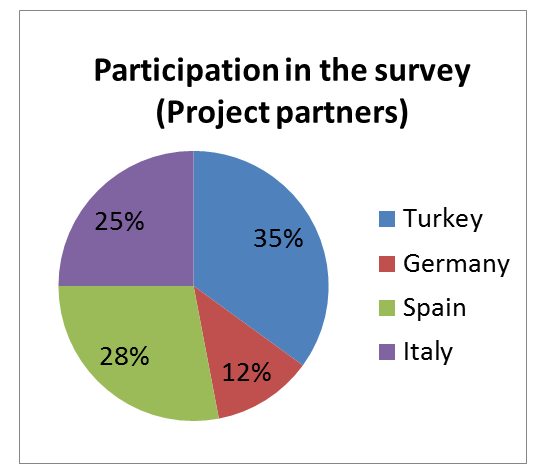 Participation in the survey
(Project partners)
25%
35%
28%
12%
Turkey
Germany
Spain
Italy